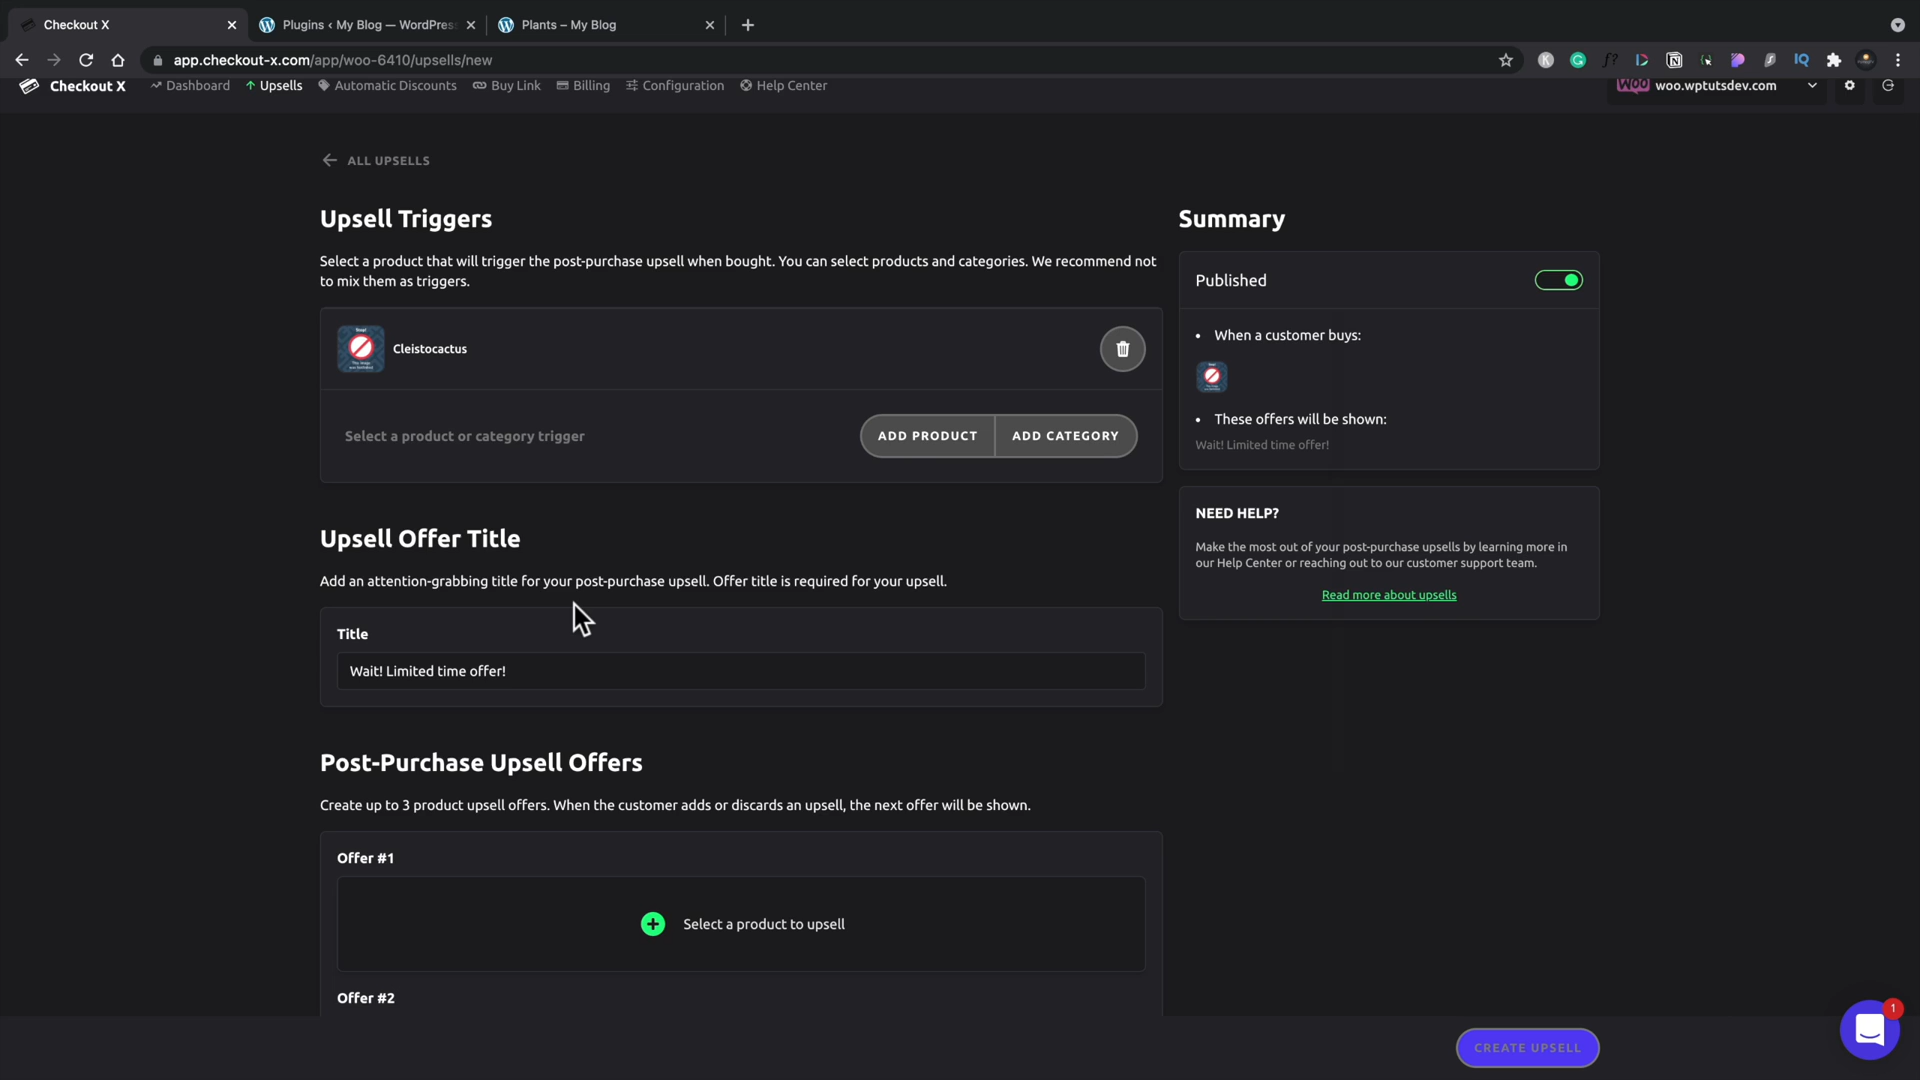 Checkout X
Plugins ‹ My Blog — WordPress
Plants – My Blog
app.checkout-x.com/app/woo-6410/upsells/new
Checkout X
Dashboard
Upsells
Automatic Discounts
Buy Link
Billing
Configuration
Help Center
Woo
woo.wptutsdev.com
ALL UPSELLS
Upsell Triggers
Select a product that will trigger the post-purchase upsell when bought. You can select products and categories. We recommend not
to mix them as triggers.
Cleistocactus
Select a product or category trigger
ADD PRODUCT
ADD CATEGORY
Upsell Offer Title
Add an attention-grabbing title for your post-purchase upsell. Offer title is required for your upsell.
Title
Wait! Limited time offer!
Post-Purchase Upsell Offers
Create up to 3 product upsell offers. When the customer adds or discards an upsell, the next offer will be shown.
Offer #1
Select a product to upsell
Offer #2
Summary
Published
• When a customer buys:
• These offers will be shown:
Wait! Limited time offer!
NEED HELP?
Make the most out of your post-purchase upsells by learning more in
our Help Center or reaching out to our customer support team.
Read more about upsells
CREATE UPSELL
1